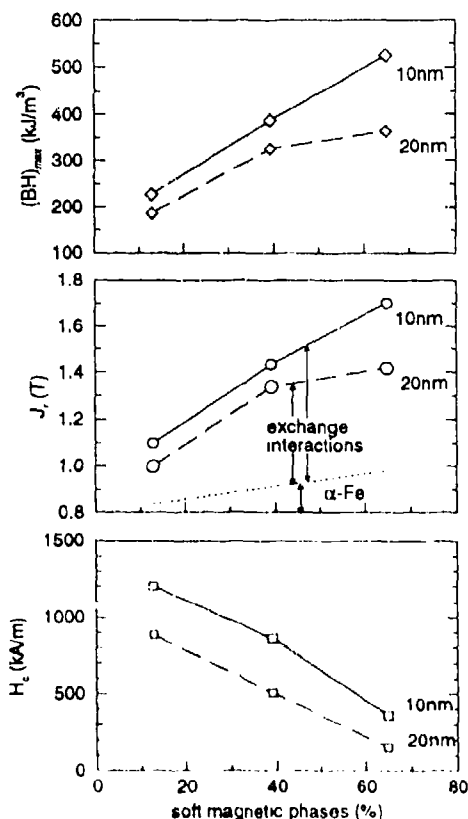 600
500
400
300
200
100
(BH)max (kJ/m³)
10nm
20nm
1.8
1.6
1.4
1.2
1.0
0.8
Jr (T)
10nm
20nm
exchange
interactions
α-Fe
1500
1000
500
0
Hc (kA/m)
10nm
20nm
0 20 40 60 80
soft magnetic phases (%)